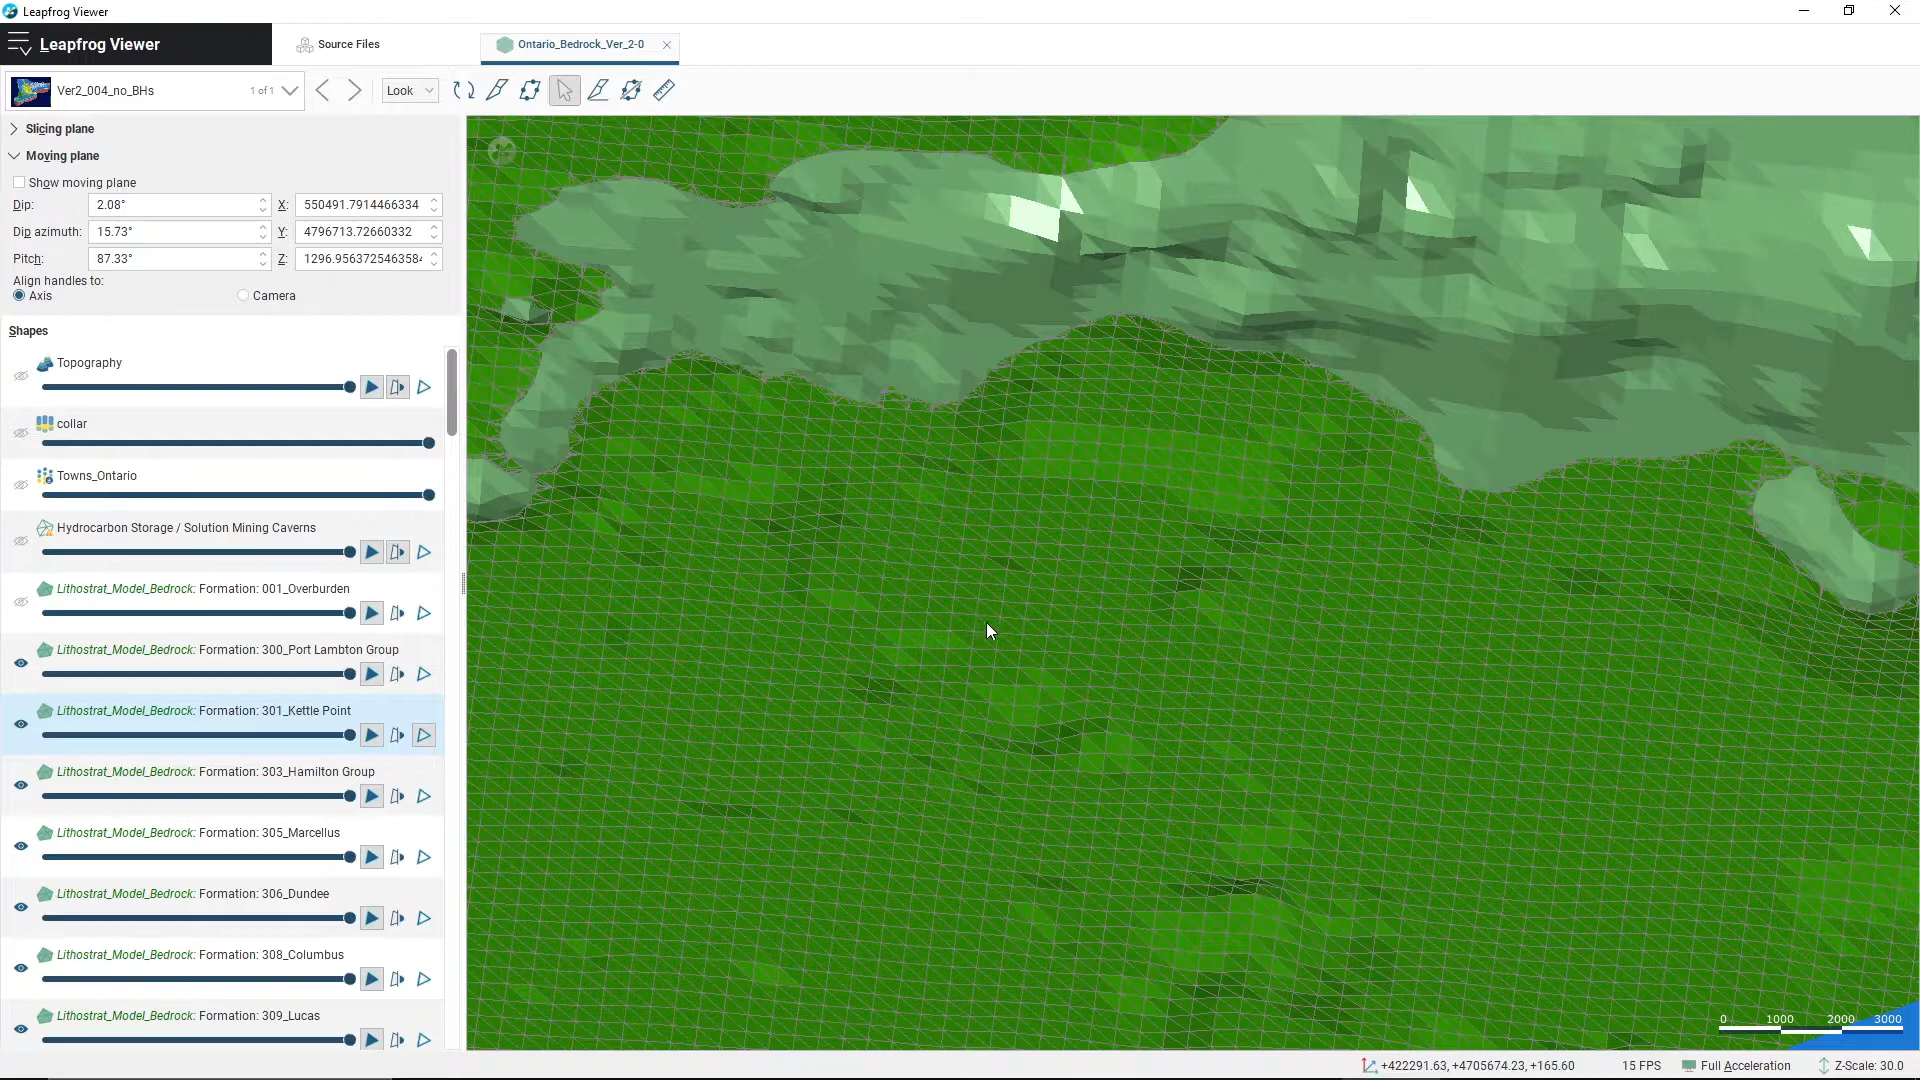 Leapfrog Viewer
Leapfrog Viewer
Source Files
Ontario_Bedrock_Ver_2-0
Ver2_004_no_BHs
1 of 1
Look
Slicing plane
Moving plane
Show moving plane
Dip: 2.08° X: 550491.7914466334
Dip azimuth: 15.73° Y: 4796713.72660332
Pitch: 87.33° Z: 1296.9563725463584
Align handles to:
Axis Camera
Shapes
Topography
collar
Towns_Ontario
Hydrocarbon Storage / Solution Mining Caverns
Lithostrat_Model_Bedrock: Formation: 001_Overburden
Lithostrat_Model_Bedrock: Formation: 300_Port Lambton Group
Lithostrat_Model_Bedrock: Formation: 301_Kettle Point
Lithostrat_Model_Bedrock: Formation: 303_Hamilton Group
Lithostrat_Model_Bedrock: Formation: 305_Marcellus
Lithostrat_Model_Bedrock: Formation: 306_Dundee
Lithostrat_Model_Bedrock: Formation: 308_Columbus
Lithostrat_Model_Bedrock: Formation: 309_Lucas
0 1000 2000 3000
+422291.63, +4705674.23, +165.60 15 FPS Full Acceleration Z-Scale: 30.0